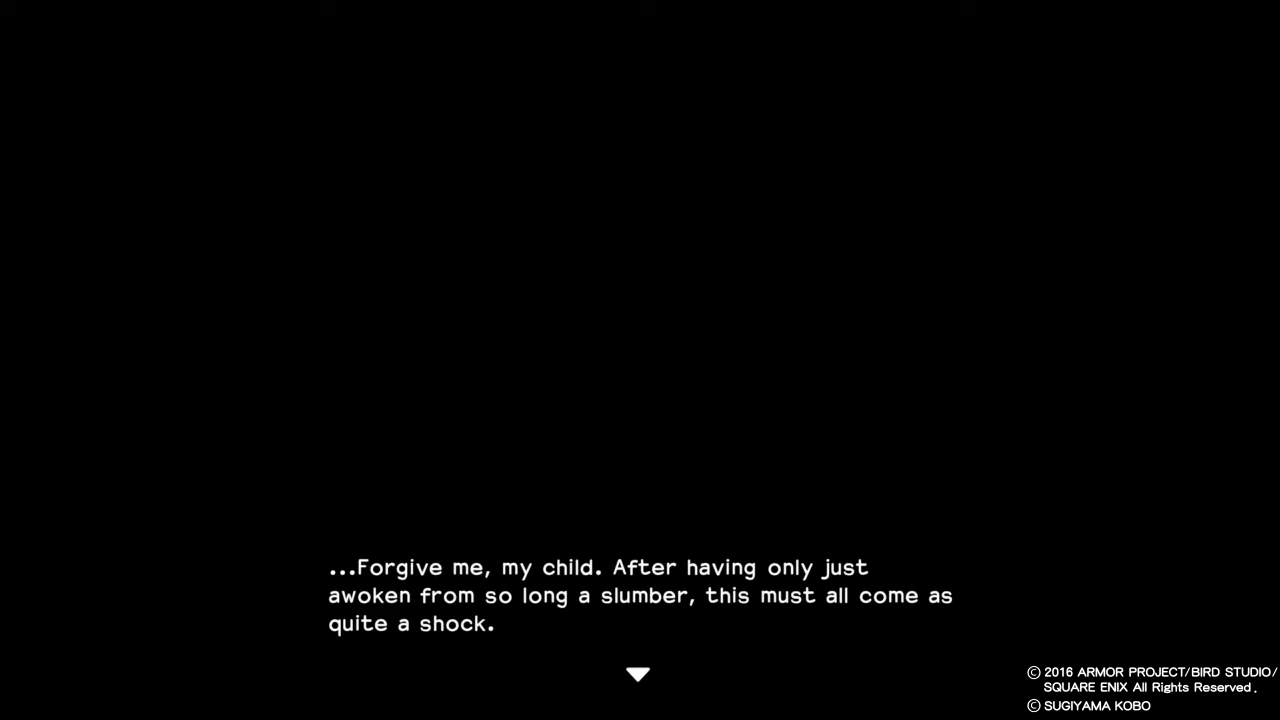 ...Forgive me, my child. After having only just
awoken from so long a slumber, this must all come as
quite a shock.
© 2016 ARMOR PROJECT/BIRD STUDIO/
SQUARE ENIX All Rights Reserved.
© SUGIYAMA KOBO